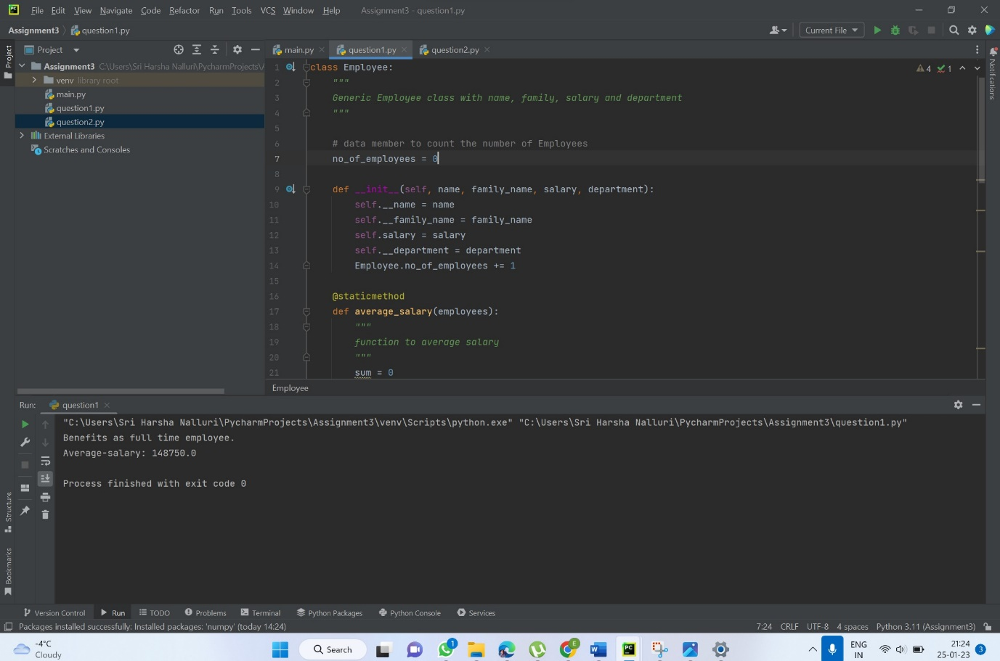 File Edit View Navigate Code Refactor Run Tools VCS Window Help Assignment3 - question1.py
Assignment3 question1.py Current File
Project
Project
main.py question1.py question2.py
Notifications
Assignment3 C:\Users\Sri Harsha Nalluri\PycharmProjects\
venv library root
main.py
question1.py
question2.py
External Libraries
Scratches and Consoles
4 1
1 class Employee:
2 """
3 Generic Employee class with name, family, salary and department
4 """
5
6 # data member to count the number of Employees
7 no_of_employees = 0
8
9 def __init__(self, name, family_name, salary, department):
10 self.__name = name
11 self.__family_name = family_name
12 self.salary = salary
13 self.__department = department
14 Employee.no_of_employees += 1
15
16 @staticmethod
17 def average_salary(employees):
18 """
19 function to average salary
20 """
21 sum = 0
Employee
Run: question1
"C:\Users\Sri Harsha Nalluri\PycharmProjects\Assignment3\venv\Scripts\python.exe" "C:\Users\Sri Harsha Nalluri\PycharmProjects\Assignment3\question1.py"
Benefits as full time employee.
Average-salary: 148750.0
Process finished with exit code 0
Structure
Bookmarks
Version Control Run TODO Problems Terminal Python Packages Python Console Services
Packages installed successfully: Installed packages: 'numpy' (today 14:24) 7:24 CRLF UTF-8 4 spaces Python 3.11 (Assignment3)
-4°C
Cloudy
Search
1
E
ENG
IN
21:24
25-01-23
3